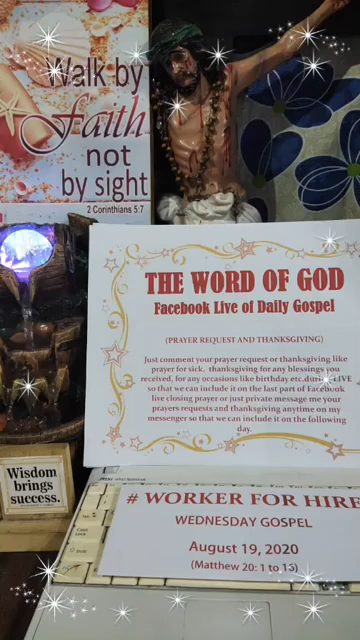 Walk by
Faith
not
by sight
2 Corinthians 5:7
THE WORD OF GOD
Facebook Live of Daily Gospel
(PRAYER REQUEST AND THANKSGIVING)
Just comment your prayer request or thanksgiving like
prayer for sick, thanksgiving for any blessings you
received, for any occasions like birthday etc.during LIVE
so that we can include it on the last part of Facebook
live closing prayer or just private message me your
prayers requests and thanksgiving anytime on my
messenger so that we can include it on the following
day.
Wisdom
brings
success.
# WORKER FOR HIRE
WEDNESDAY GOSPEL
August 19, 2020
(Matthew 20: 1 to 16)
Caps
Lock
Shift